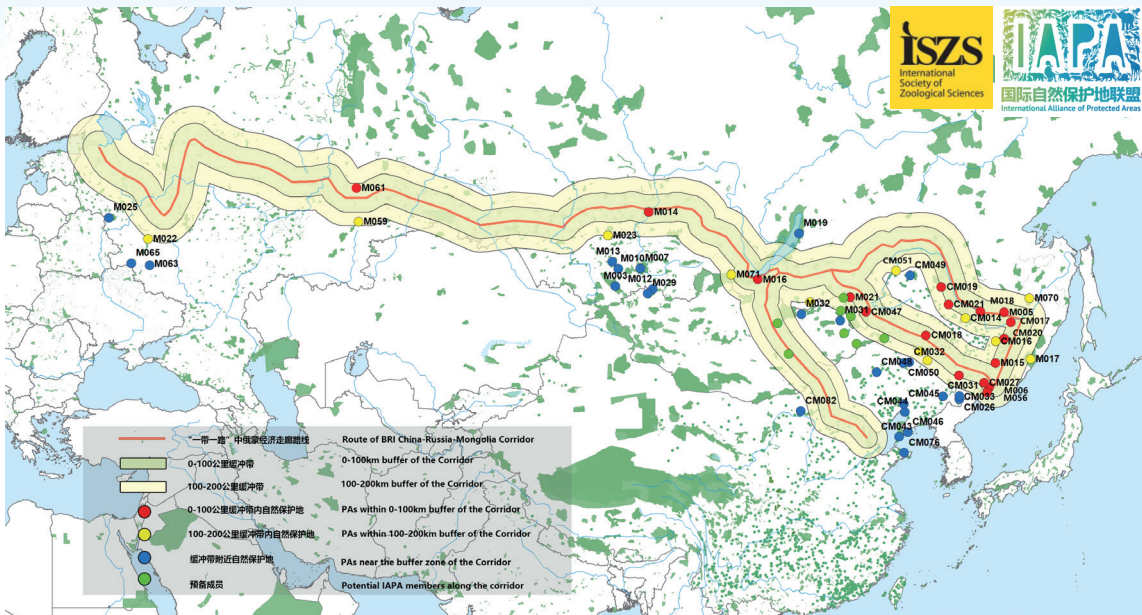 İSZS
International
Society of
Zoological Sciences
IAPA
国际自然保护地联盟
International Alliance of Protected Areas
M025
M022
M065
M063
M061
M059
M014
M023
M013
M010
M007
M003
M012
M029
M019
M071
M016
M032
M021
M031
CM047
CM051
CM049
CM019
CM021
M018
M005
M070
CM014
CM017
CM020
CM016
CM018
M015
M017
CM032
CM048
CM050
CM031
CM027
CM045
CM033
M006
M056
CM026
CM044
CM082
CM043
CM046
CM076
“一带一路”中俄蒙经济走廊路线 Route of BRI China-Russia-Mongolia Corridor
0-100公里缓冲带 0-100km buffer of the Corridor
100-200公里缓冲带 100-200km buffer of the Corridor
0-100公里缓冲带内自然保护地 PAs within 0-100km buffer of the Corridor
100-200公里缓冲带内自然保护地 PAs within 100-200km buffer of the Corridor
缓冲带附近自然保护地 PAs near the buffer zone of the Corridor
预备成员 Potential IAPA members along the corridor